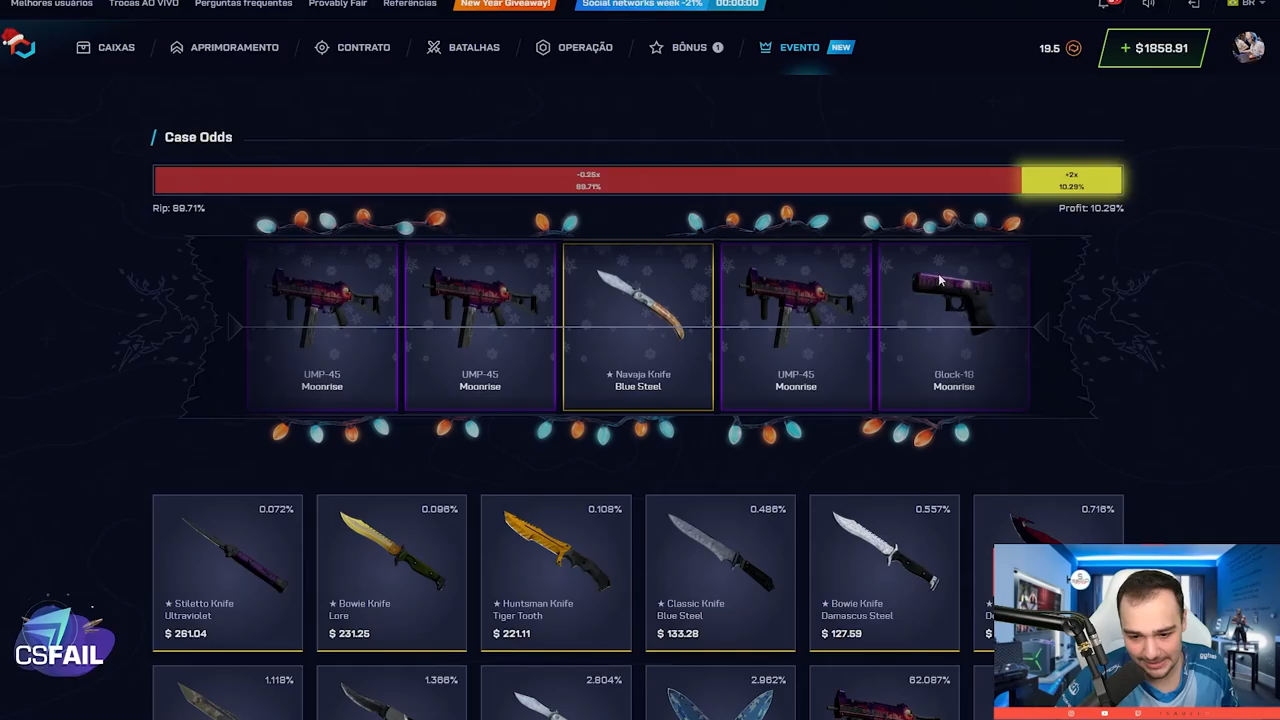 Melhores usuários Trocas AO VIVO Perguntas frequentes Provably Fair Referências New Year Giveaway! Social networks week -21% 00:00:00 BR
CAIXAS / APRIMORAMENTO / CONTRATO / BATALHAS / OPERAÇÃO / BÔNUS 1 / EVENTO NEW 19.5 + $1858.91
/ Case Odds
-0.25x +2x
89.71% 10.29%
Rip: 89.71% Profit: 10.29%
UMP-45 UMP-45 ★ Navaja Knife UMP-45 Glock-18
Moonrise Moonrise Blue Steel Moonrise Moonrise
0.072% 0.096% 0.108% 0.486% 0.557% 0.716%
★ Stiletto Knife ★ Bowie Knife ★ Huntsman Knife ★ Classic Knife ★ Bowie Knife
Ultraviolet Lore Tiger Tooth Blue Steel Damascus Steel
$ 261.04 $ 231.25 $ 221.11 $ 133.28 $ 127.59
1.118% 1.366% 2.804% 2.962% 62.087%
CSFAIL